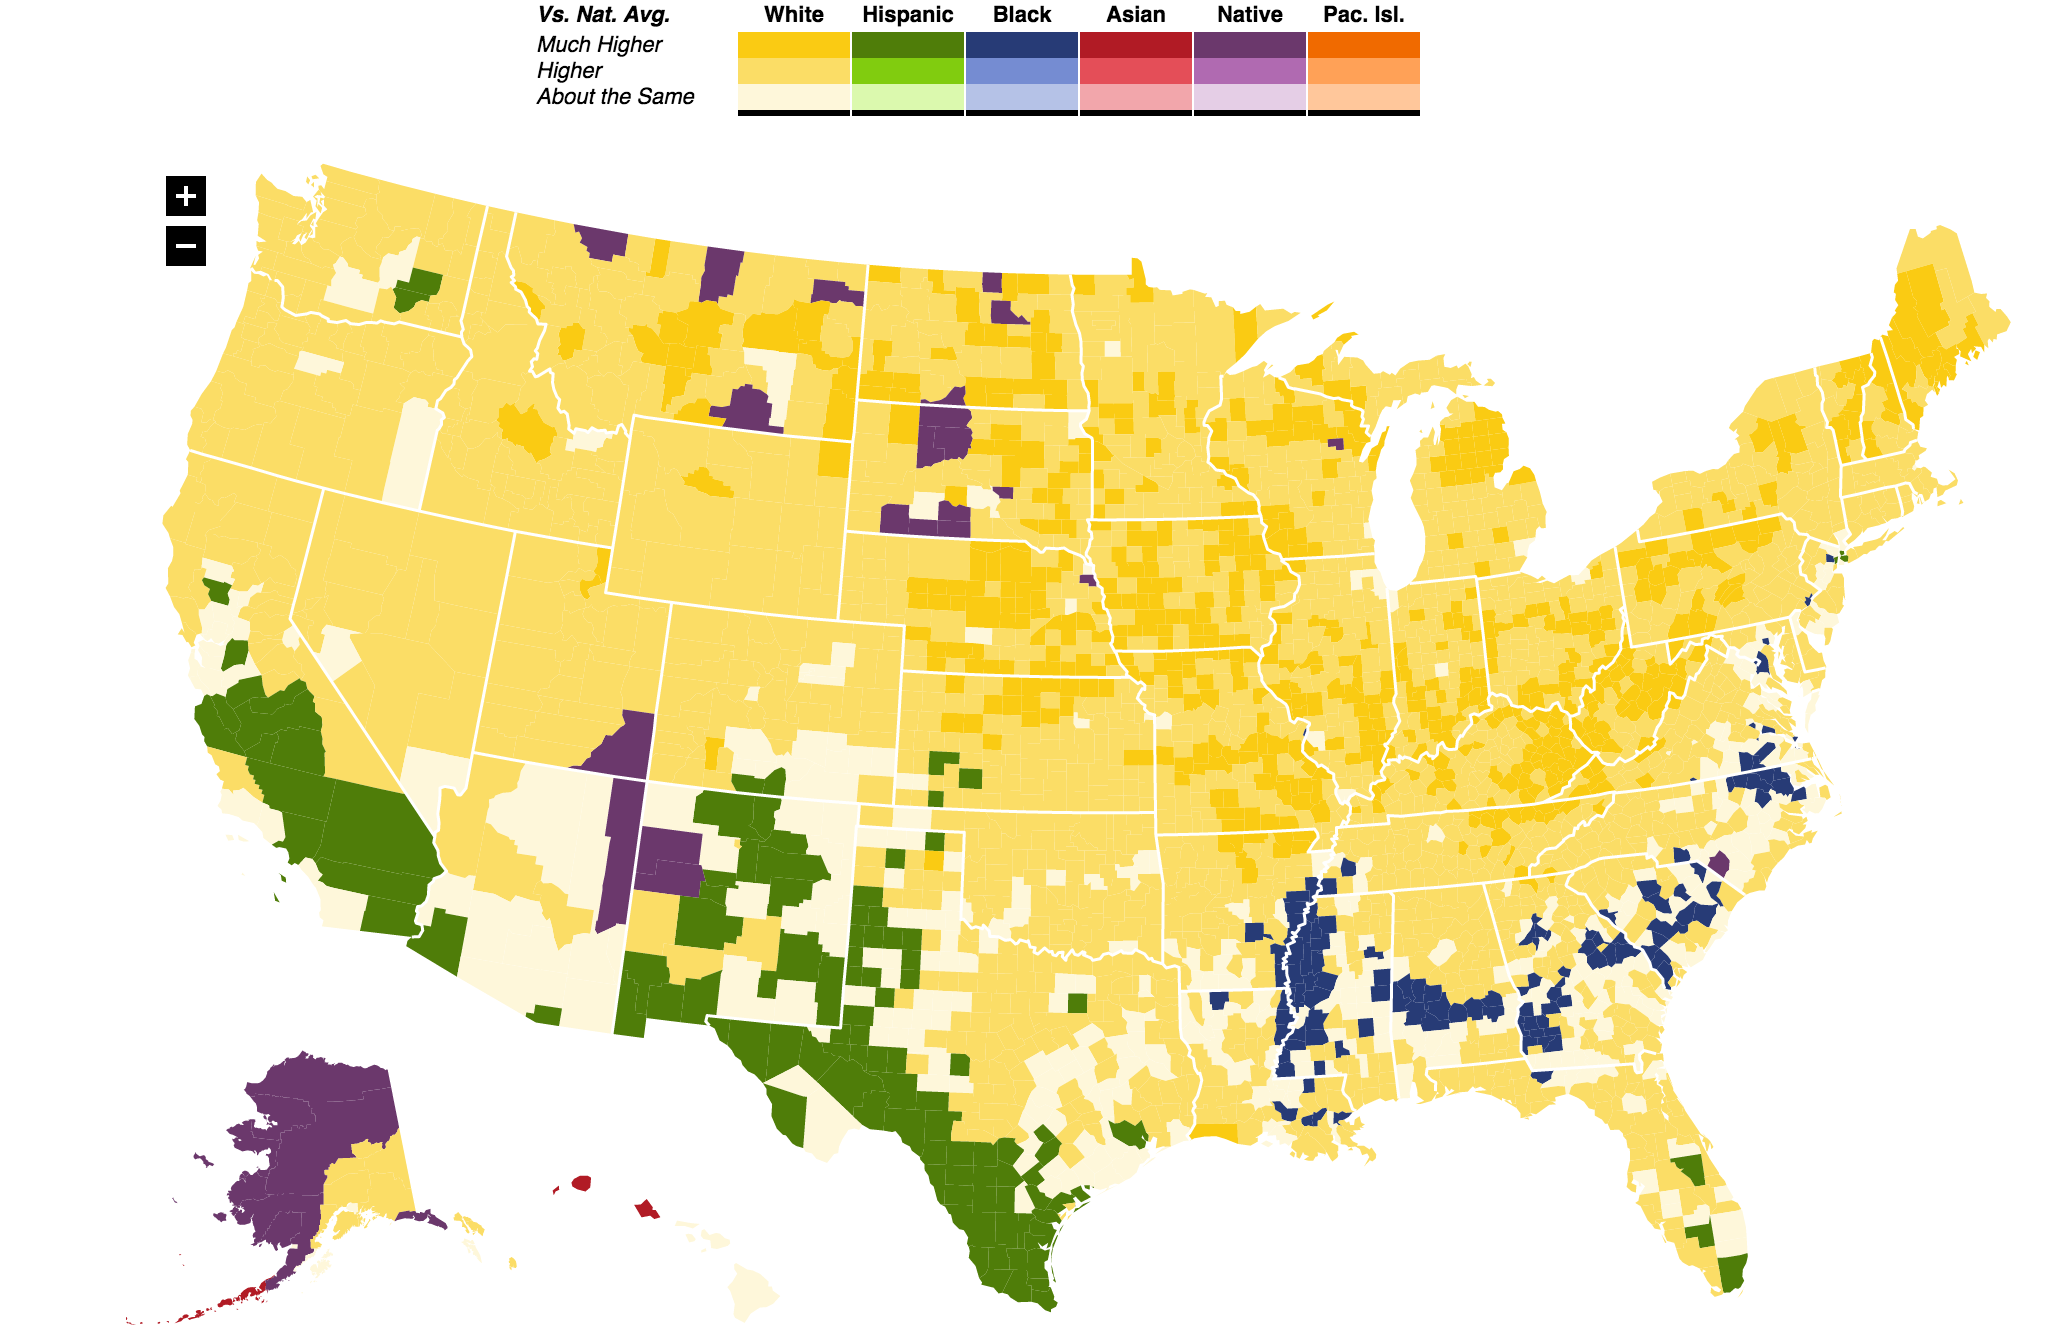 Vs. Nat. Avg. White Hispanic Black Asian Native Pac. Isl.
Much Higher
Higher
About the Same
+
−